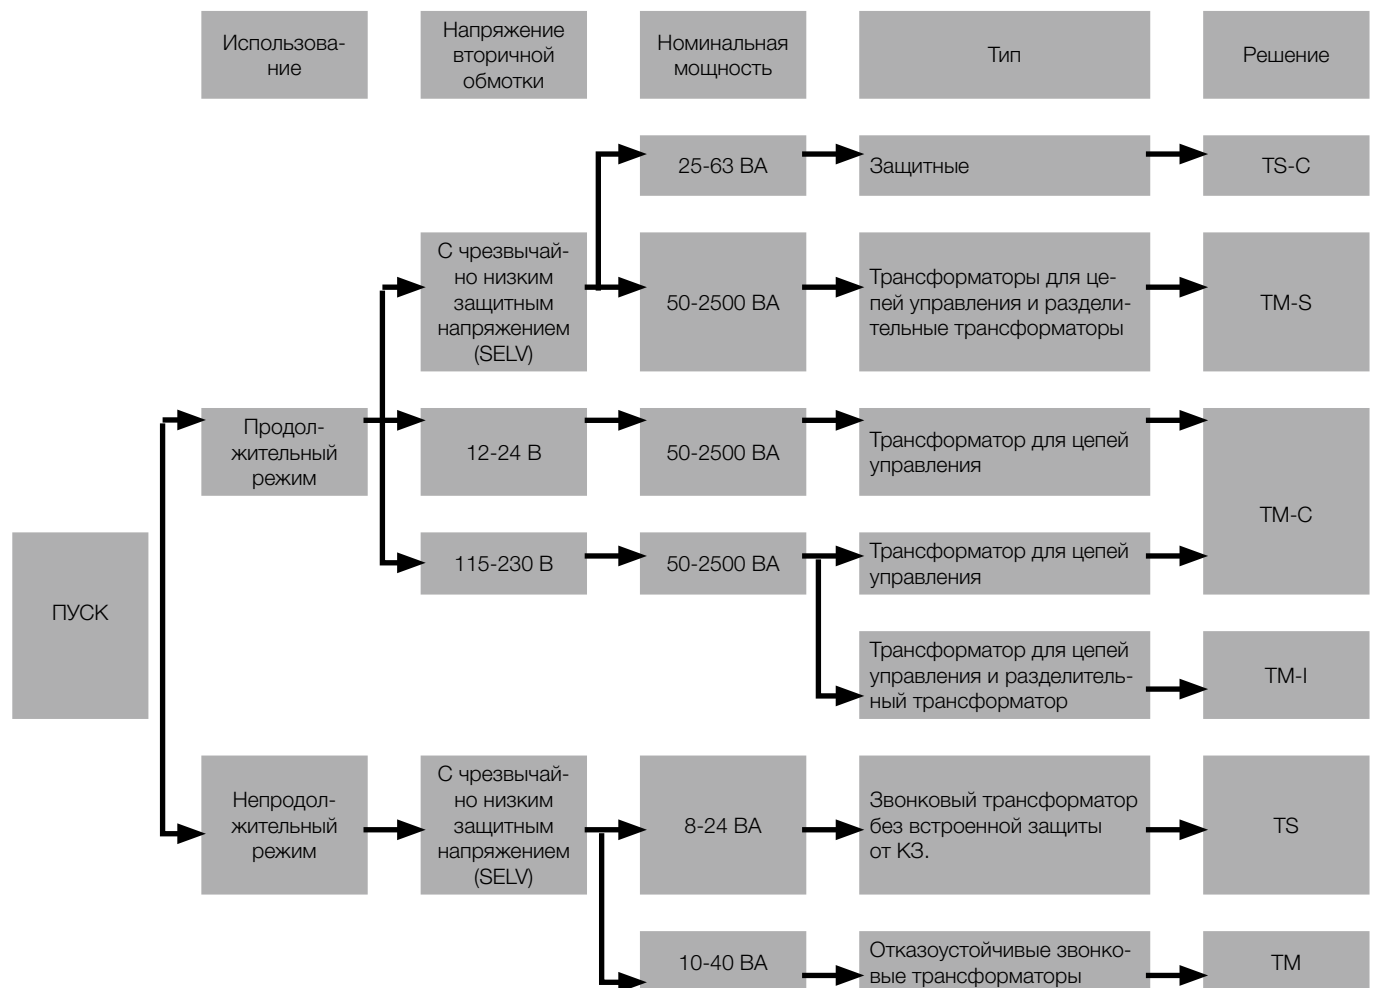 Использова-
ние
Напряжение
вторичной
обмотки
Номинальная
мощность
Тип
Решение
25-63 ВА
Защитные
TS-C
С чрезвычай-
но низким
защитным
напряжением
(SELV)
50-2500 ВА
Трансформаторы для це-
пей управления и раздели-
тельные трансформаторы
TM-S
Продол-
жительный
режим
12-24 В
50-2500 ВА
Трансформатор для цепей
управления
TM-C
115-230 В
50-2500 ВА
Трансформатор для цепей
управления
ПУСК
Трансформатор для цепей
управления и разделитель-
ный трансформатор
TM-I
Непродол-
жительный
режим
С чрезвычай-
но низким
защитным
напряжением
(SELV)
8-24 ВА
Звонковый трансформатор
без встроенной защиты
от КЗ.
TS
10-40 ВА
Отказоустойчивые звонко-
вые трансформаторы
TM